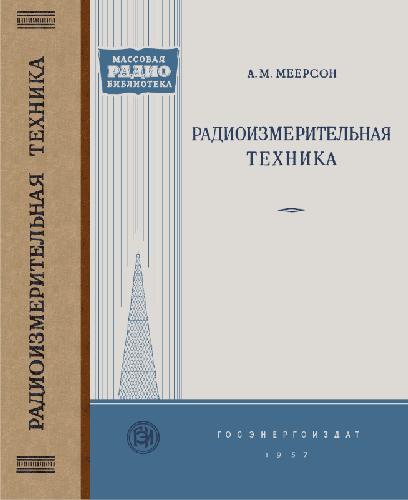 РАДИОИЗМЕРИТЕЛЬНАЯ ТЕХНИКА
МАССОВАЯ
РАДИО
БИБЛИОТЕКА
А. М. МЕЕРСОН
РАДИОИЗМЕРИТЕЛЬНАЯ
ТЕХНИКА
ГЭИ
ГОСЭНЕРГОИЗДАТ
1957